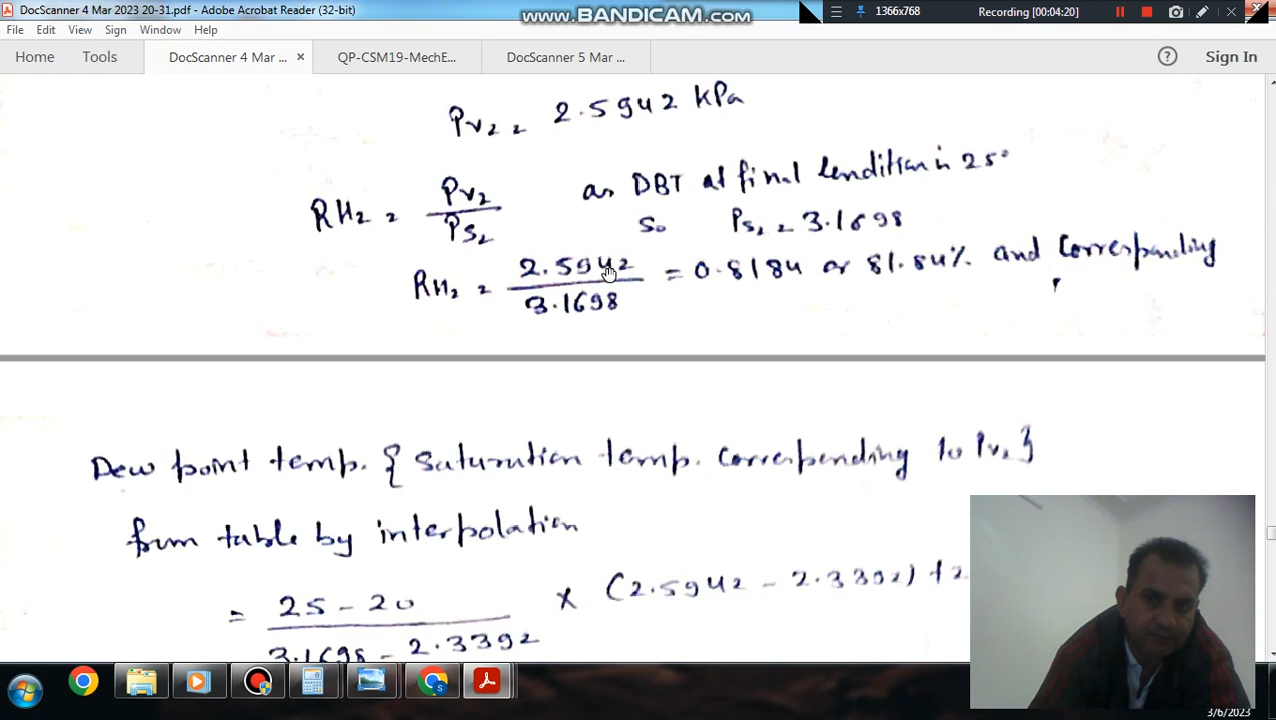 DocScanner 4 Mar 2023 20-31.pdf - Adobe Acrobat Reader (32-bit)
www.BANDICAM.com
1366x768
Recording [00:04:20]
File Edit View Sign Window Help
Home Tools DocScanner 4 Mar ... × QP-CSM19-MechE... DocScanner 5 Mar ... Sign In
Pv2 = 2.5942 kPa
RH2 = Pv2 / Ps2 as DBT at final condition is 25°
So Ps2 = 3.1698
RH2 = 2.5942 / 3.1698 = 0.8184 or 81.84% and Corresponding
Dew point temp. { Saturation temp. corresponding to Pv2 }
from table by interpolation
= 25 - 20 / 3.1698 - 2.3392 × (2.5942 - 2.3392) + 2
3/6/2023